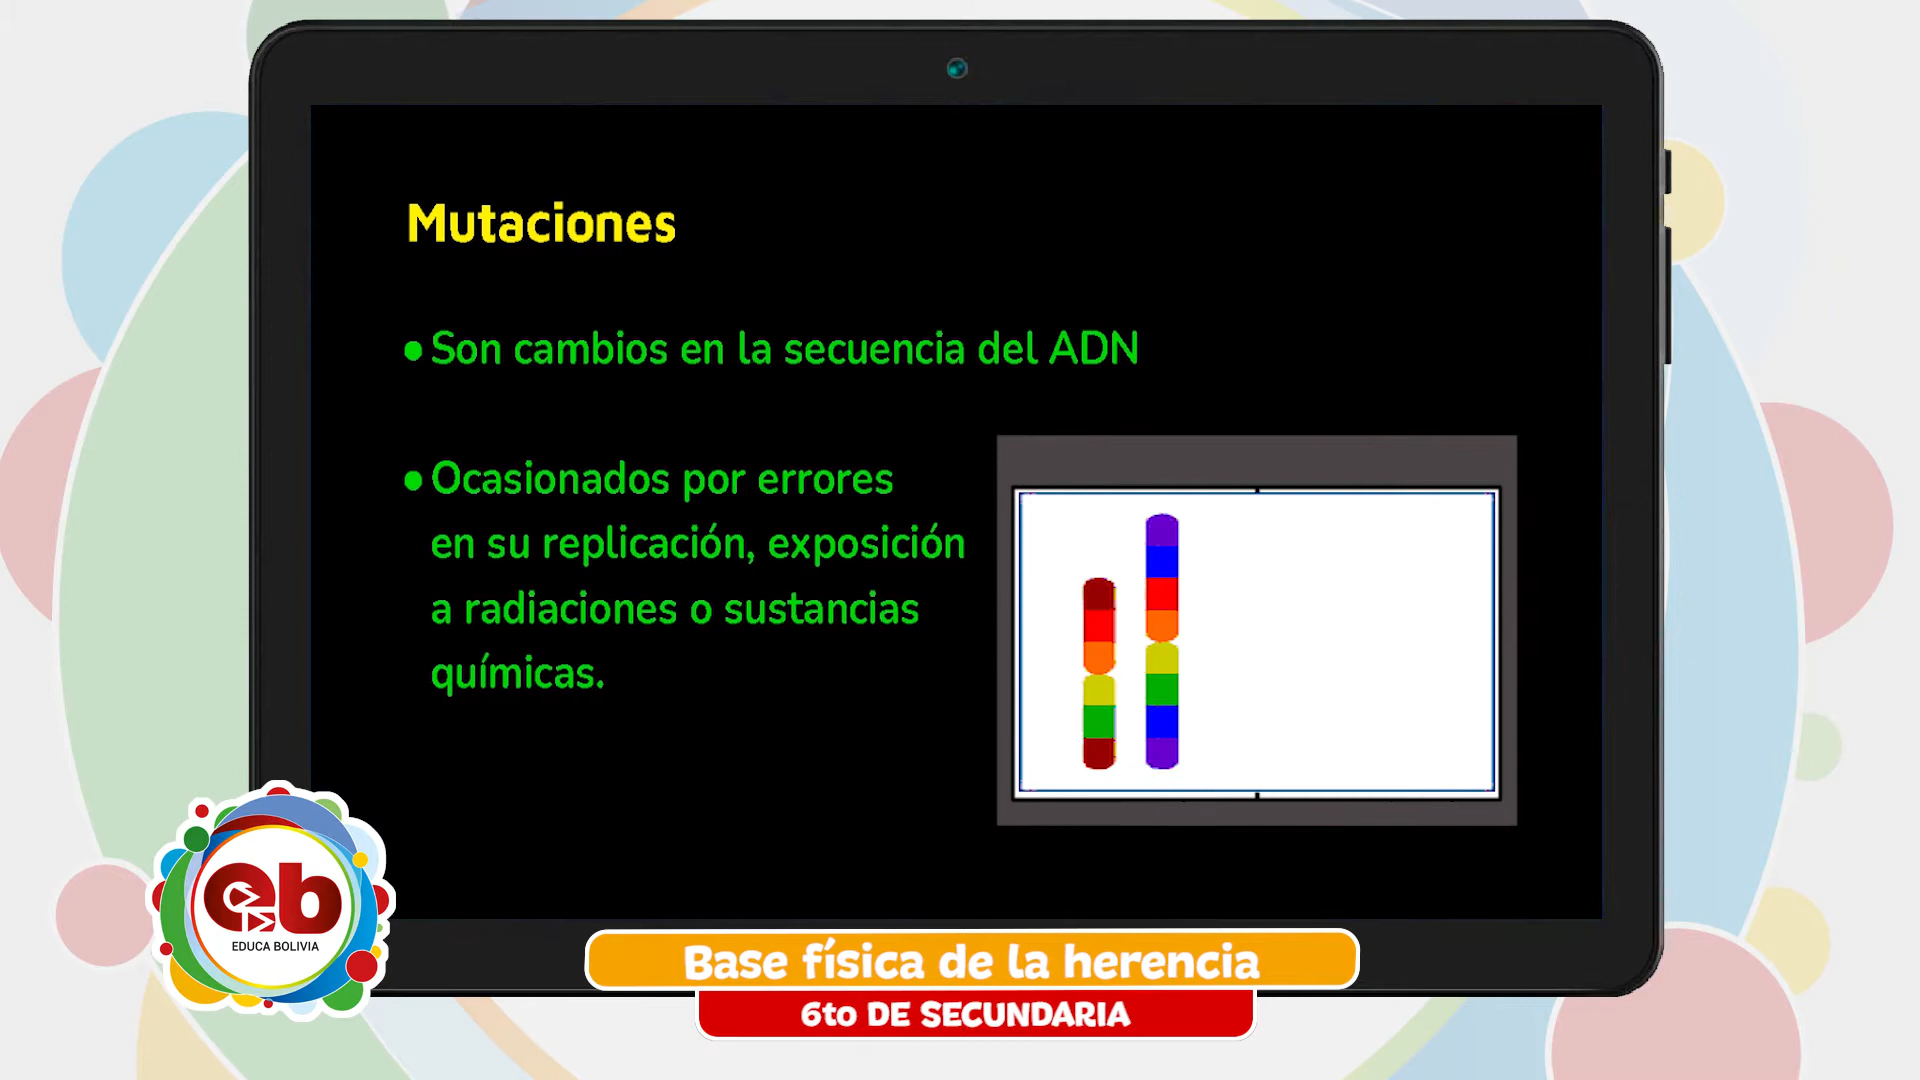 Mutaciones
• Son cambios en la secuencia del ADN
• Ocasionados por errores
en su replicación, exposición
a radiaciones o sustancias
químicas.
eb
EDUCA BOLIVIA
Base física de la herencia
6to DE SECUNDARIA